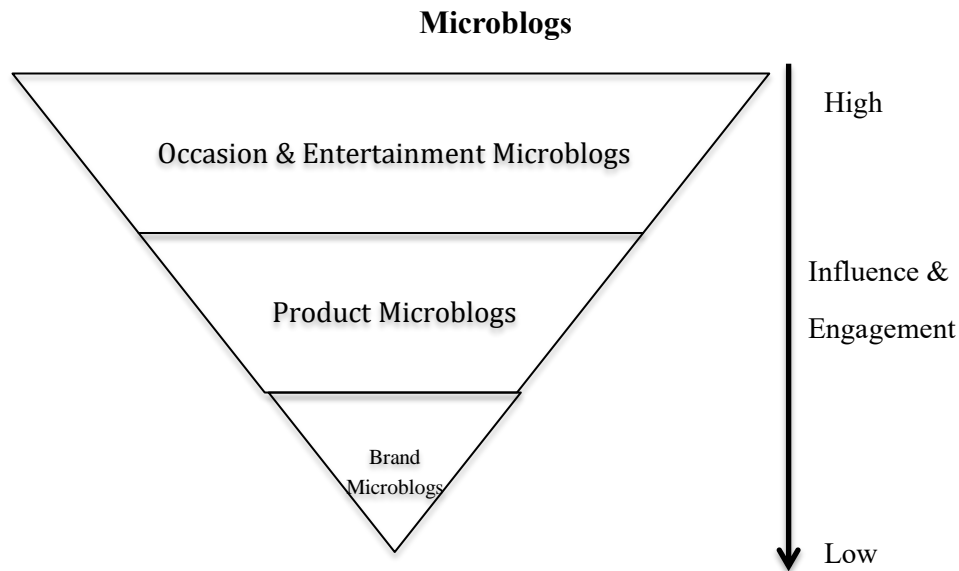 Microblogs
High
Occasion & Entertainment Microblogs
Influence &
Engagement
Product Microblogs
Brand
Microblogs
Low